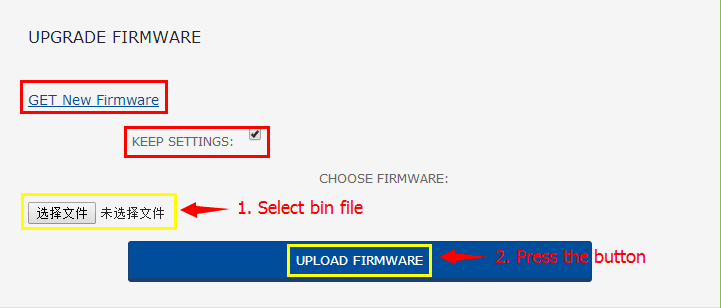 UPGRADE FIRMWARE
GET New Firmware
KEEP SETTINGS:
CHOOSE FIRMWARE:
选择文件 未选择文件
1. Select bin file
UPLOAD FIRMWARE
2. Press the button